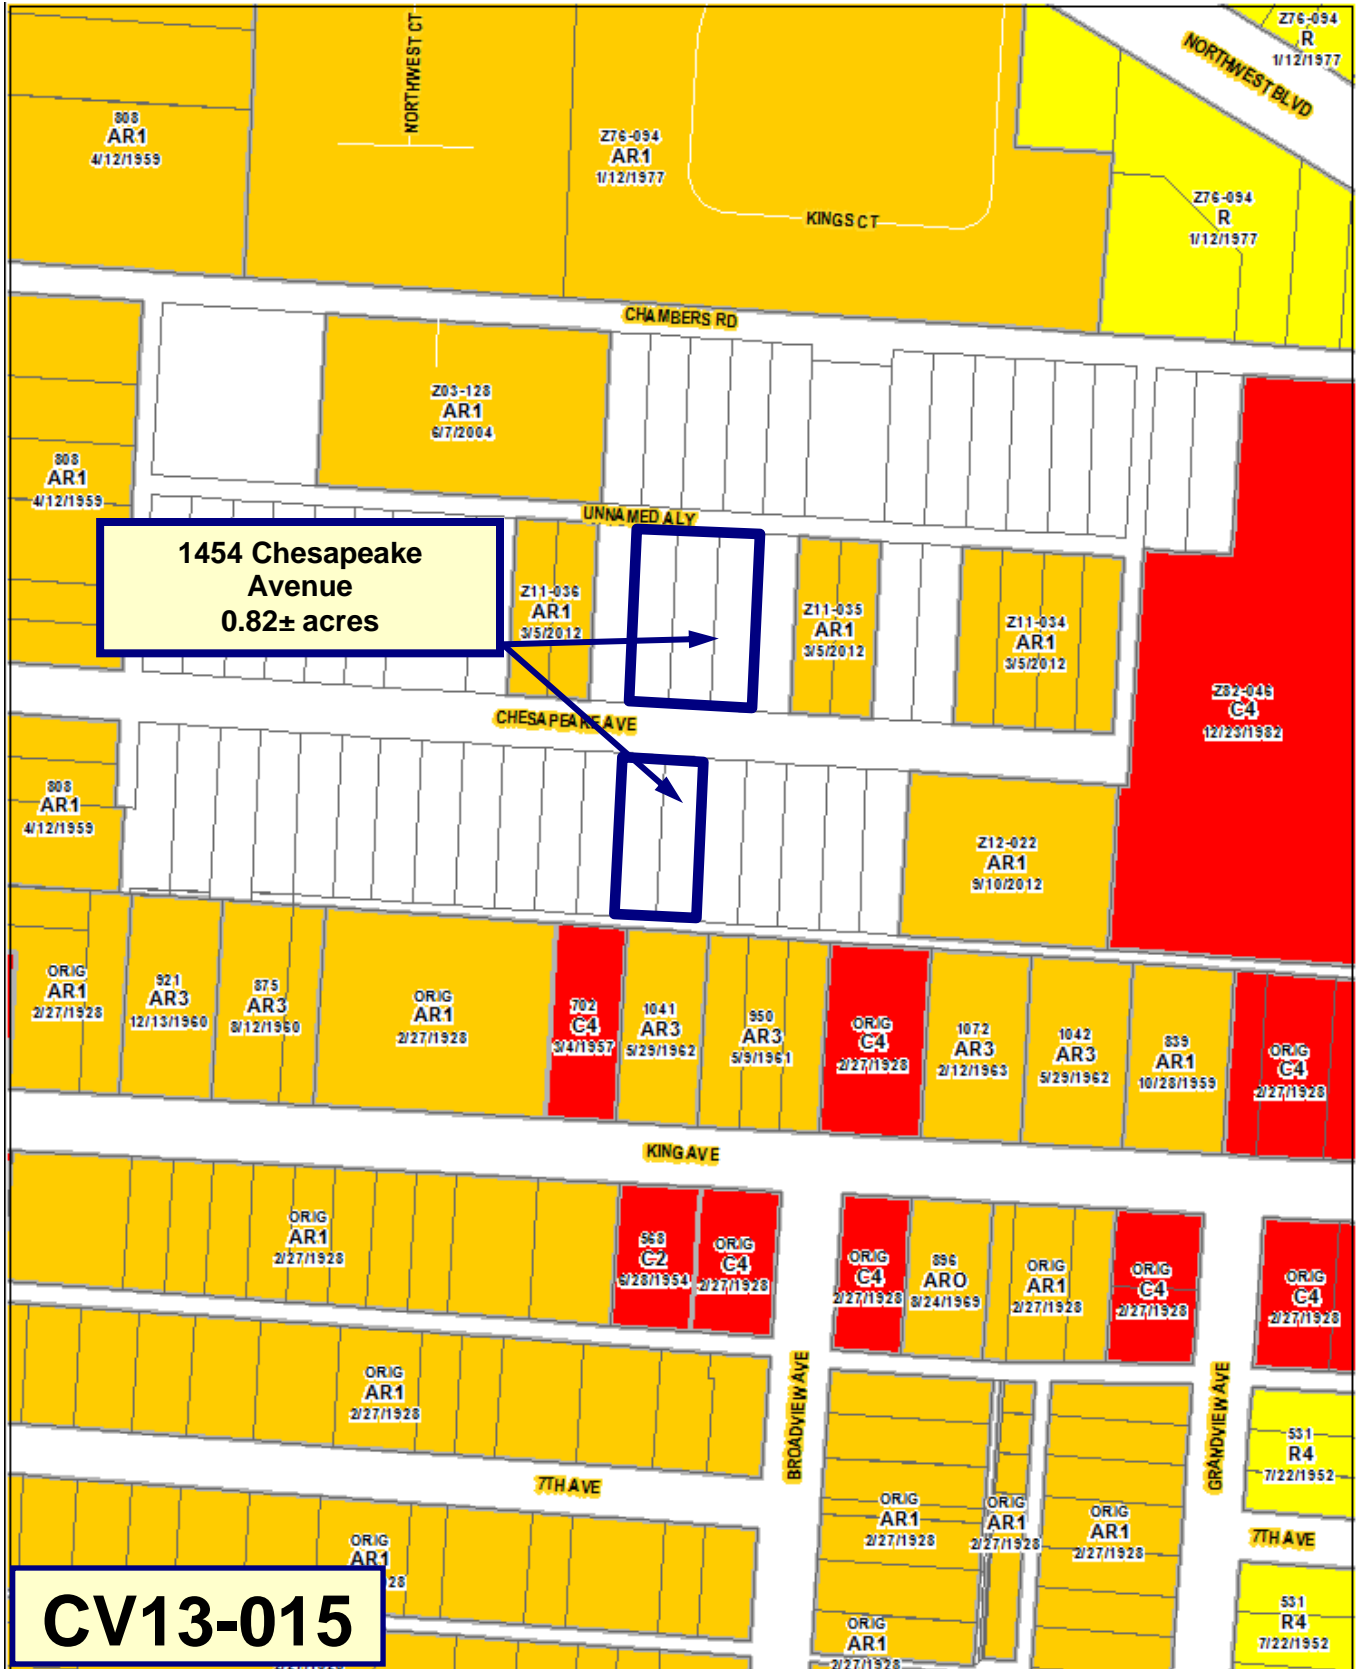 NORTHWEST CT
Z76-094
R
1/12/1977
NORTHWEST BLVD
808
AR1
4/12/1959
Z76-094
AR1
1/12/1977
KINGS CT
Z76-094
R
1/12/1977
CHAMBERS RD
Z03-128
AR1
6/7/2004
808
AR1
4/12/1959
UNNAMED ALY
1454 Chesapeake
Avenue
0.82± acres
Z11-036
AR1
3/5/2012
Z11-035
AR1
3/5/2012
Z11-034
AR1
3/5/2012
Z82-046
C4
12/23/1982
CHESAPEAKE AVE
808
AR1
4/12/1959
Z12-022
AR1
9/10/2012
ORIG
AR1
2/27/1928
921
AR3
12/13/1960
875
AR3
8/12/1960
ORIG
AR1
2/27/1928
702
C4
3/4/1957
1041
AR3
5/29/1962
950
AR3
5/9/1961
ORIG
C4
2/27/1928
1072
AR3
2/12/1963
1042
AR3
5/29/1962
839
AR1
10/28/1959
ORIG
C4
2/27/1928
KING AVE
ORIG
AR1
2/27/1928
568
C2
6/28/1954
ORIG
C4
2/27/1928
ORIG
C4
2/27/1928
896
ARO
8/24/1969
ORIG
AR1
2/27/1928
ORIG
C4
2/27/1928
ORIG
C4
2/27/1928
ORIG
AR1
2/27/1928
BROADVIEW AVE
GRANDVIEW AVE
531
R4
7/22/1952
7TH AVE
ORIG
AR1
2/27/1928
ORIG
AR1
2/27/1928
ORIG
AR1
2/27/1928
7TH AVE
ORIG
AR1
28
531
R4
7/22/1952
ORIG
AR1
2/27/1928
CV13-015